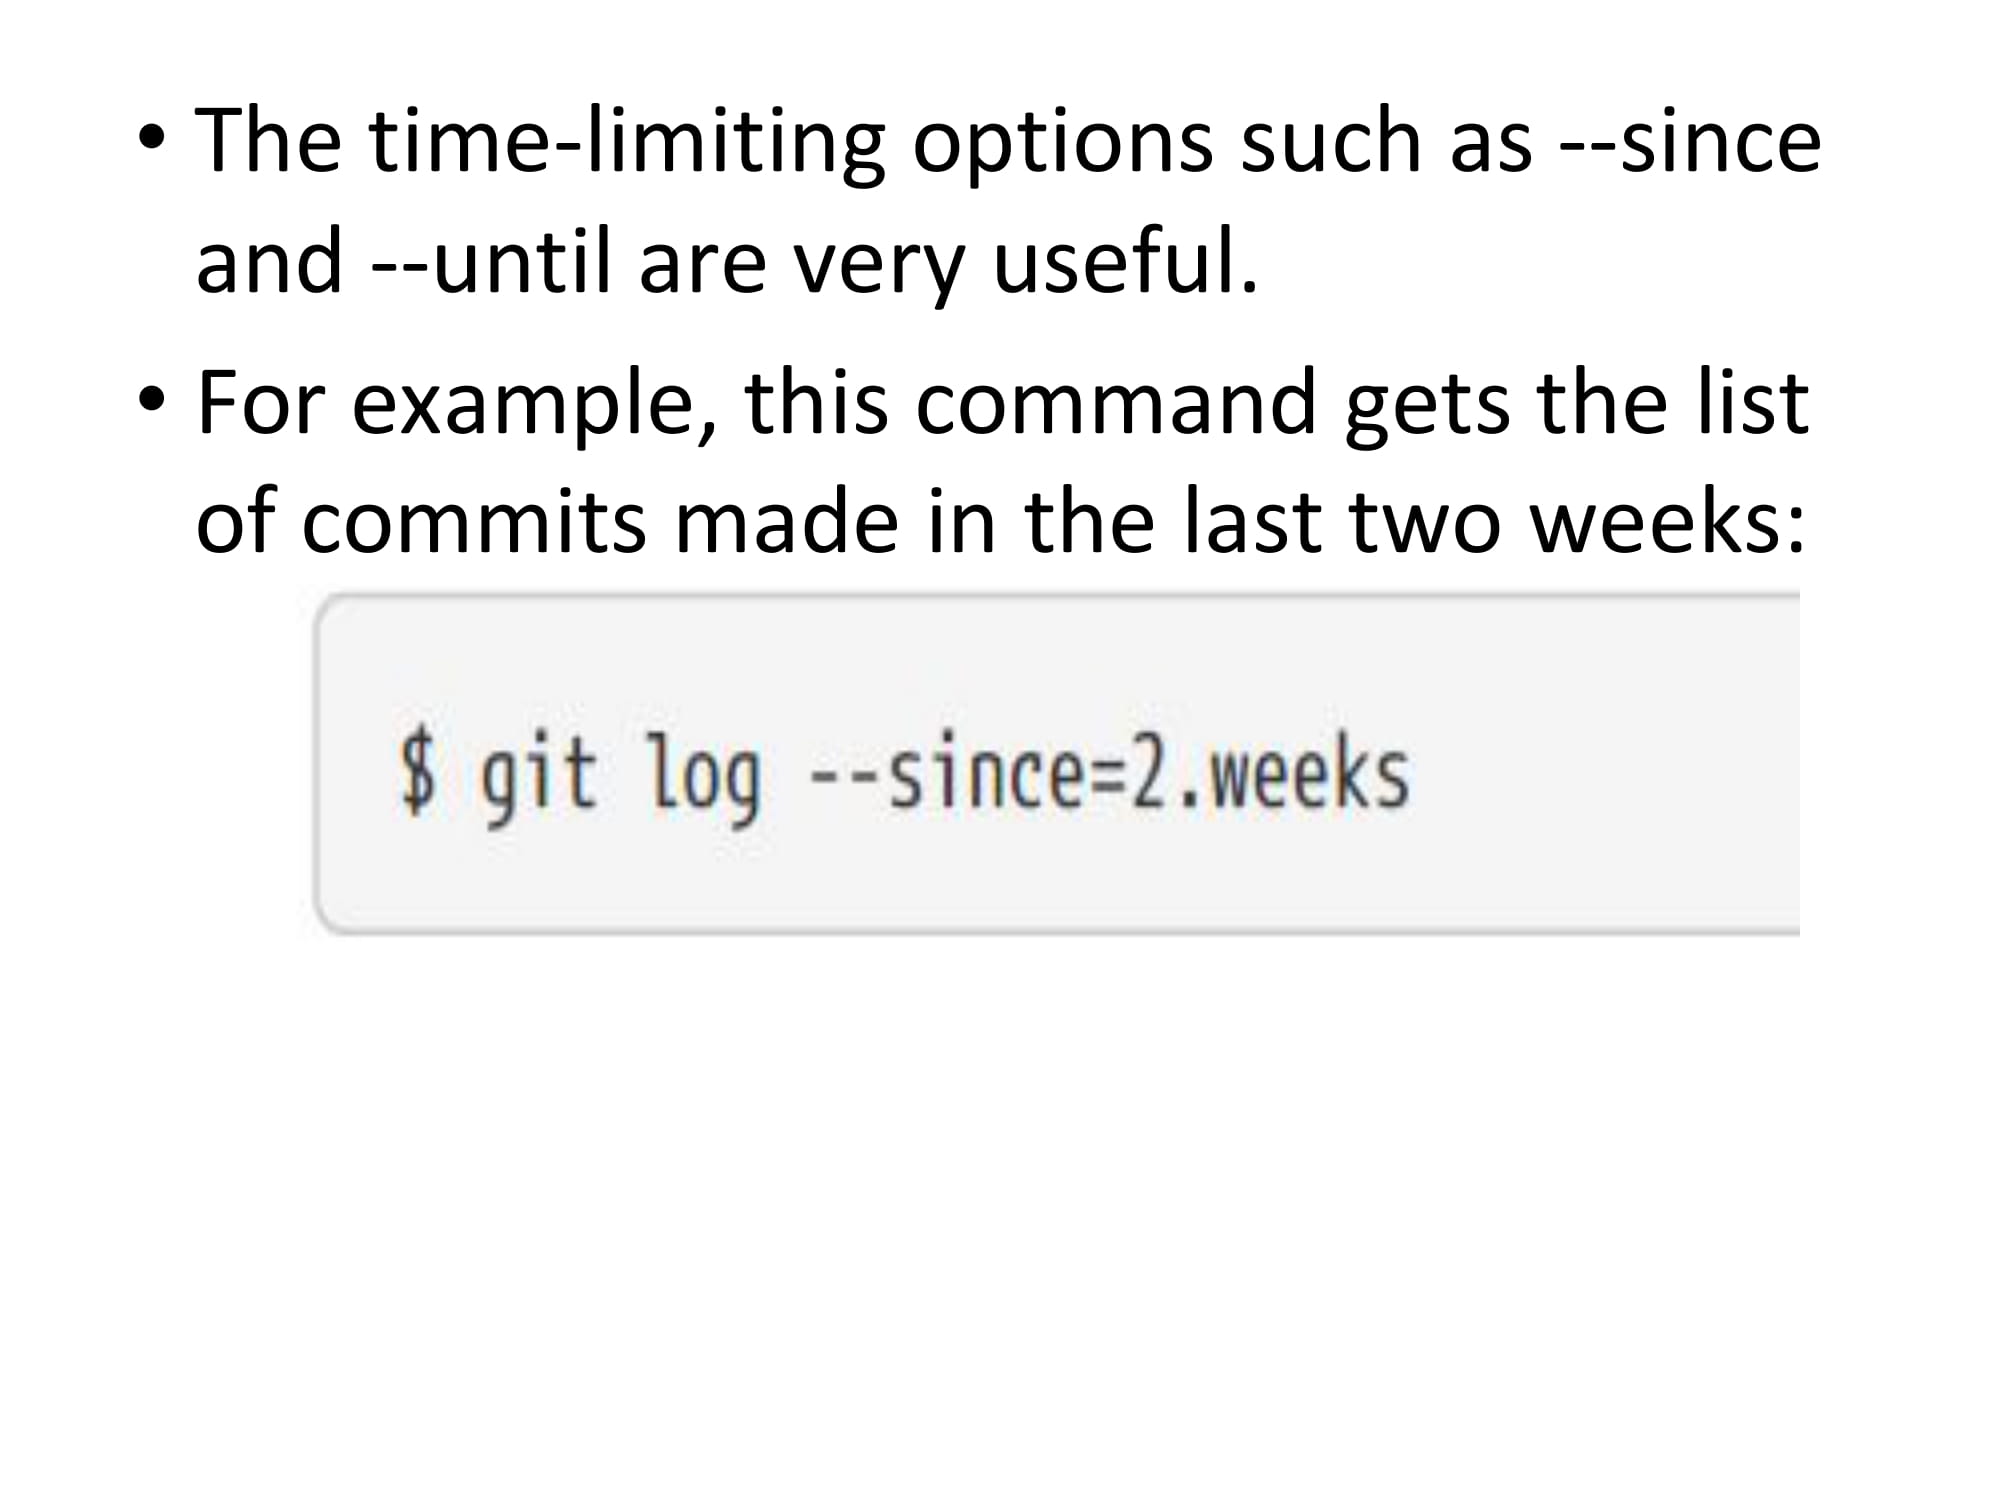 • The time-limiting options such as --since
and --until are very useful.
• For example, this command gets the list
of commits made in the last two weeks:
$ git log --since=2.weeks